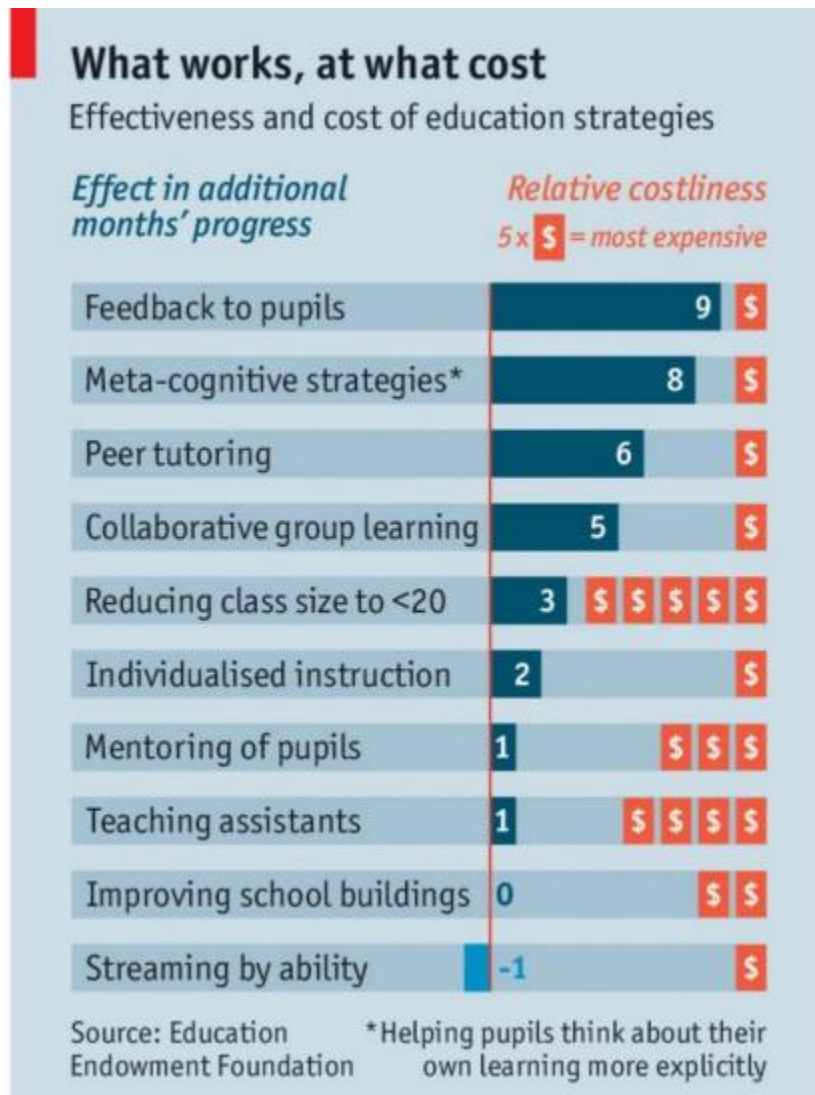 What works, at what cost
Effectiveness and cost of education strategies
Effect in additional
months’ progress
Relative costliness
5x $ = most expensive
Feedback to pupils 9 $
Meta-cognitive strategies* 8 $
Peer tutoring 6 $
Collaborative group learning 5 $
Reducing class size to <20 3 $ $ $ $ $
Individualised instruction 2 $
Mentoring of pupils 1 $ $ $
Teaching assistants 1 $ $ $ $
Improving school buildings 0 $ $
Streaming by ability -1 $
Source: Education
Endowment Foundation
*Helping pupils think about their
own learning more explicitly